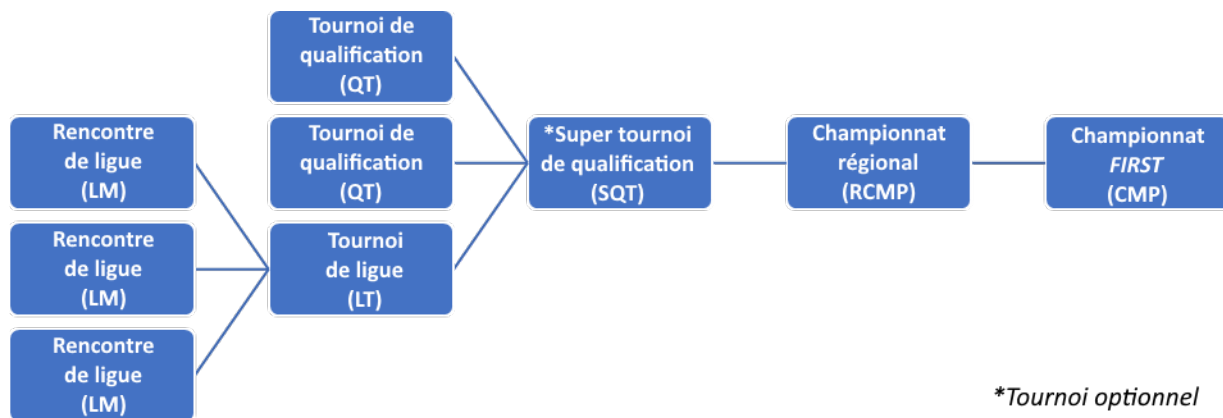 Rencontre
de ligue
(LM)
Rencontre
de ligue
(LM)
Rencontre
de ligue
(LM)
Tournoi de
qualification
(QT)
Tournoi de
qualification
(QT)
Tournoi
de ligue
(LT)
*Super tournoi
de qualification
(SQT)
Championnat
régional
(RCMP)
Championnat
FIRST
(CMP)
*Tournoi optionnel